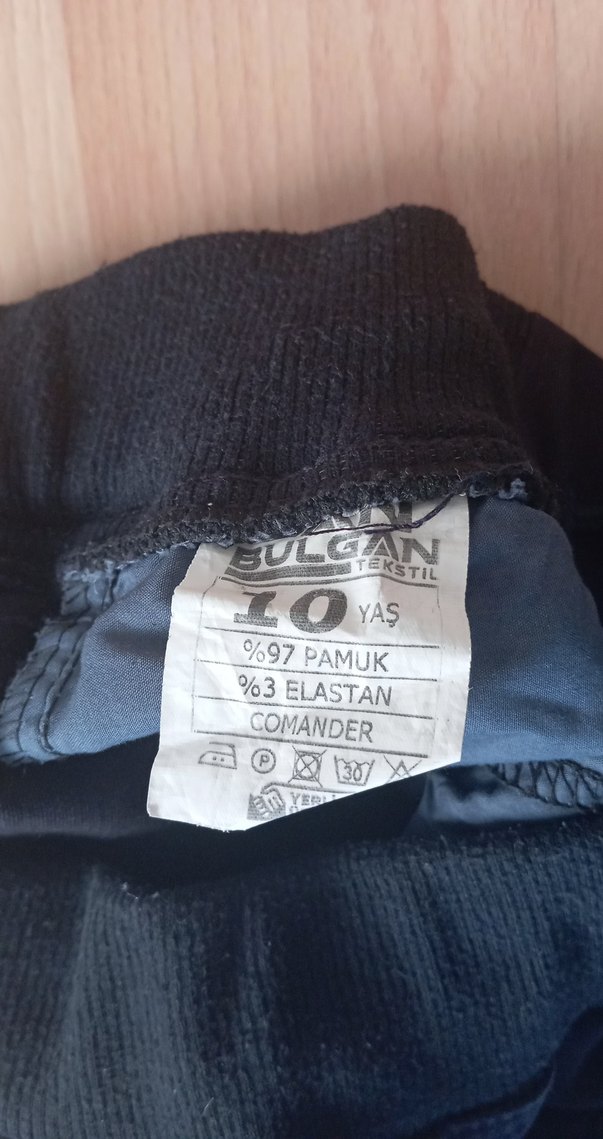 BULGAN
TEKSTİL
10 YAŞ
%97 PAMUK
%3 ELASTAN
COMANDER
P 30